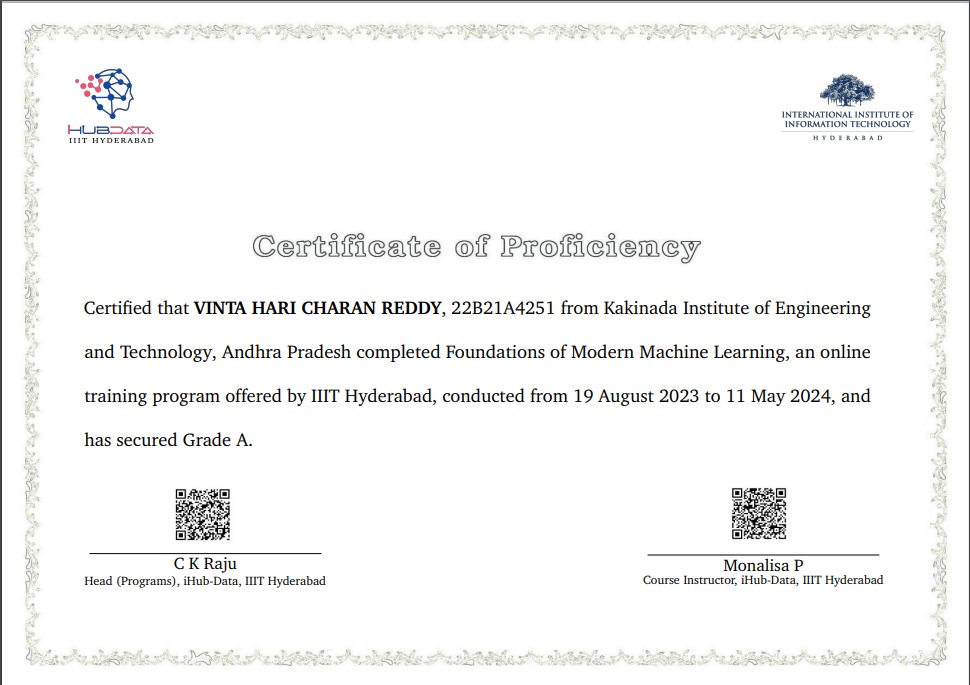 HUBDATA
IIIT HYDERABAD
INTERNATIONAL INSTITUTE OF
INFORMATION TECHNOLOGY
HYDERABAD
Certificate of Proficiency
Certified that VINTA HARI CHARAN REDDY, 22B21A4251 from Kakinada Institute of Engineering
and Technology, Andhra Pradesh completed Foundations of Modern Machine Learning, an online
training program offered by IIIT Hyderabad, conducted from 19 August 2023 to 11 May 2024, and
has secured Grade A.
C K Raju
Head (Programs), iHub-Data, IIIT Hyderabad
Monalisa P
Course Instructor, iHub-Data, IIIT Hyderabad